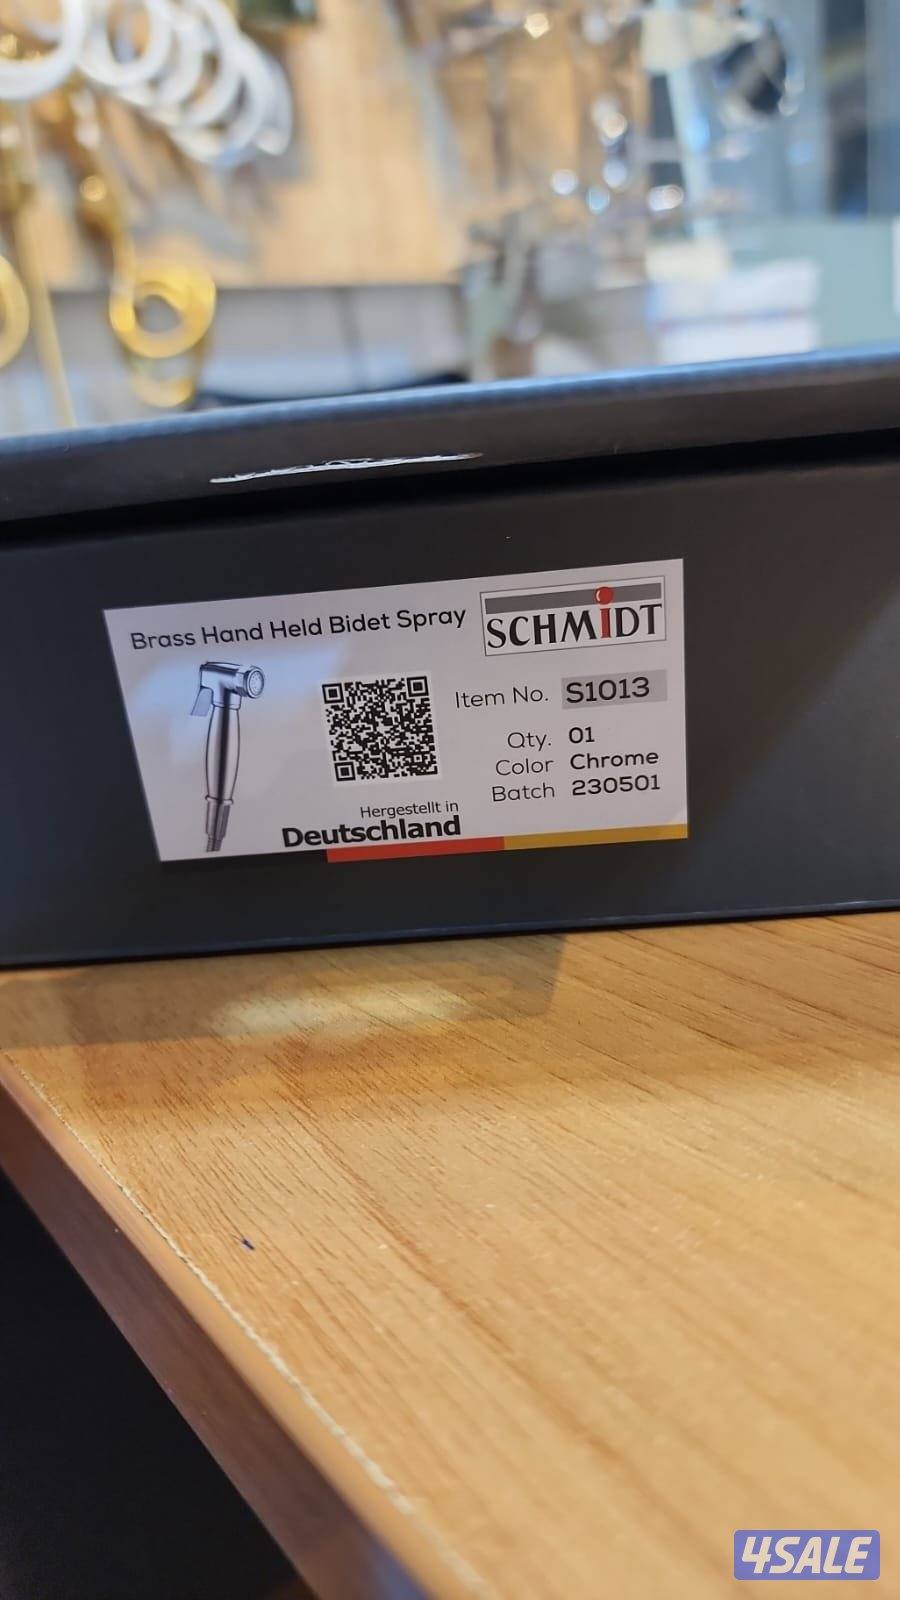 Brass Hand Held Bidet Spray
SCHMiDT
Item No. S1013
Qty. 01
Color Chrome
Batch 230501
Hergestellt in
Deutschland
4SALE